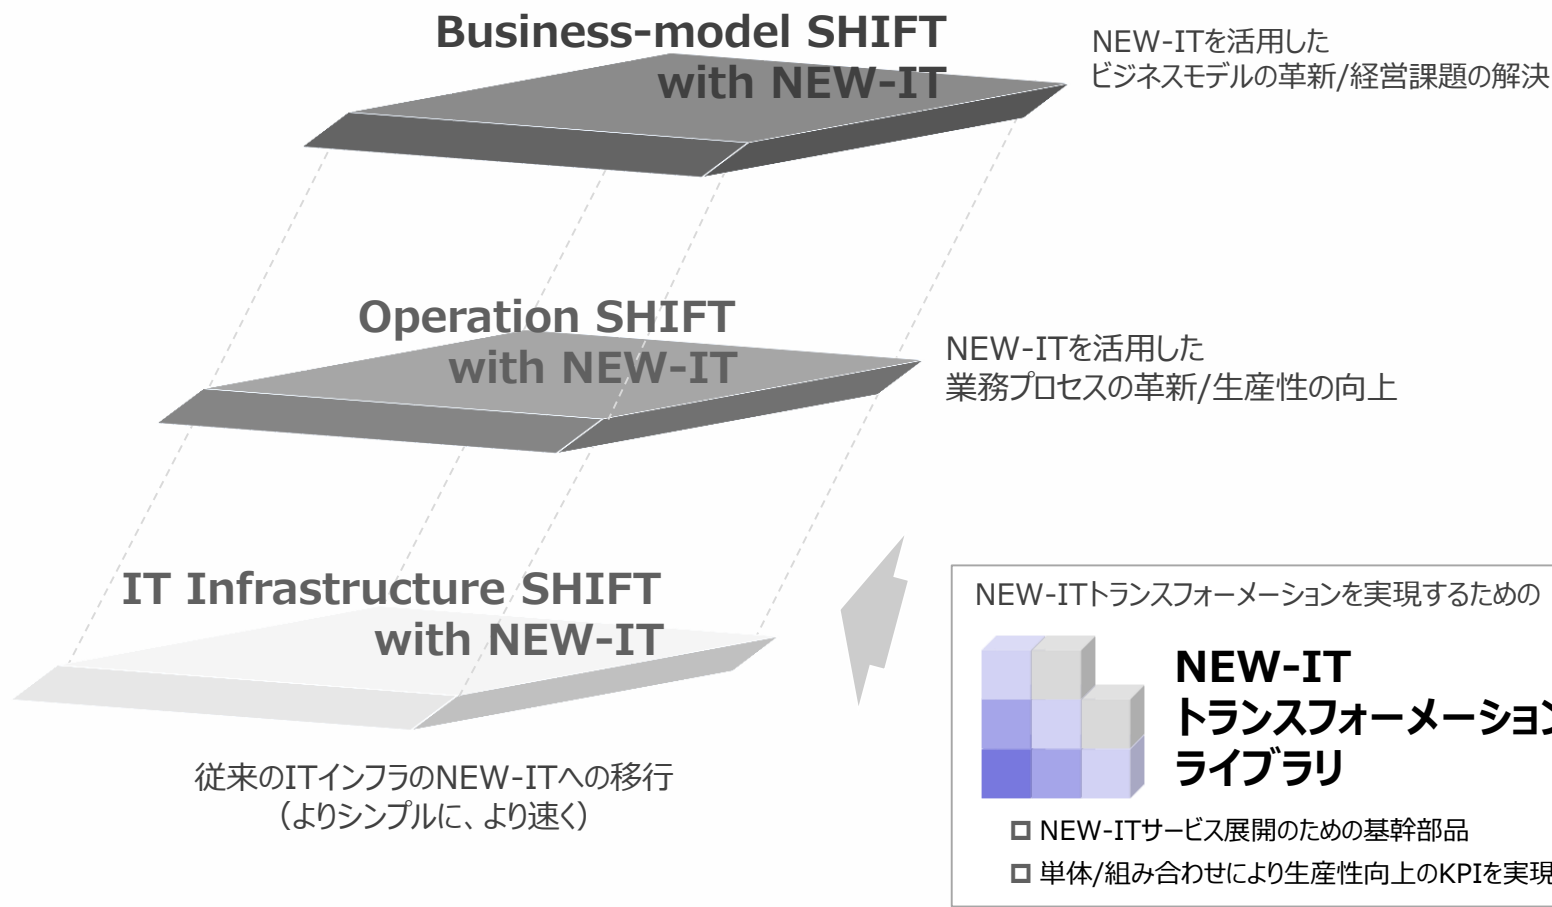 Business-model SHIFT
with NEW-IT
NEW-ITを活用した
ビジネスモデルの革新/経営課題の解決
Operation SHIFT
with NEW-IT
NEW-ITを活用した
業務プロセスの革新/生産性の向上
IT Infrastructure SHIFT
with NEW-IT
従来のITインフラのNEW-ITへの移行
（よりシンプルに、より速く）
NEW-ITトランスフォーメーションを実現するための
NEW-IT
トランスフォーメーション
ライブラリ
NEW-ITサービス展開のための基幹部品
単体/組み合わせにより生産性向上のKPIを実現